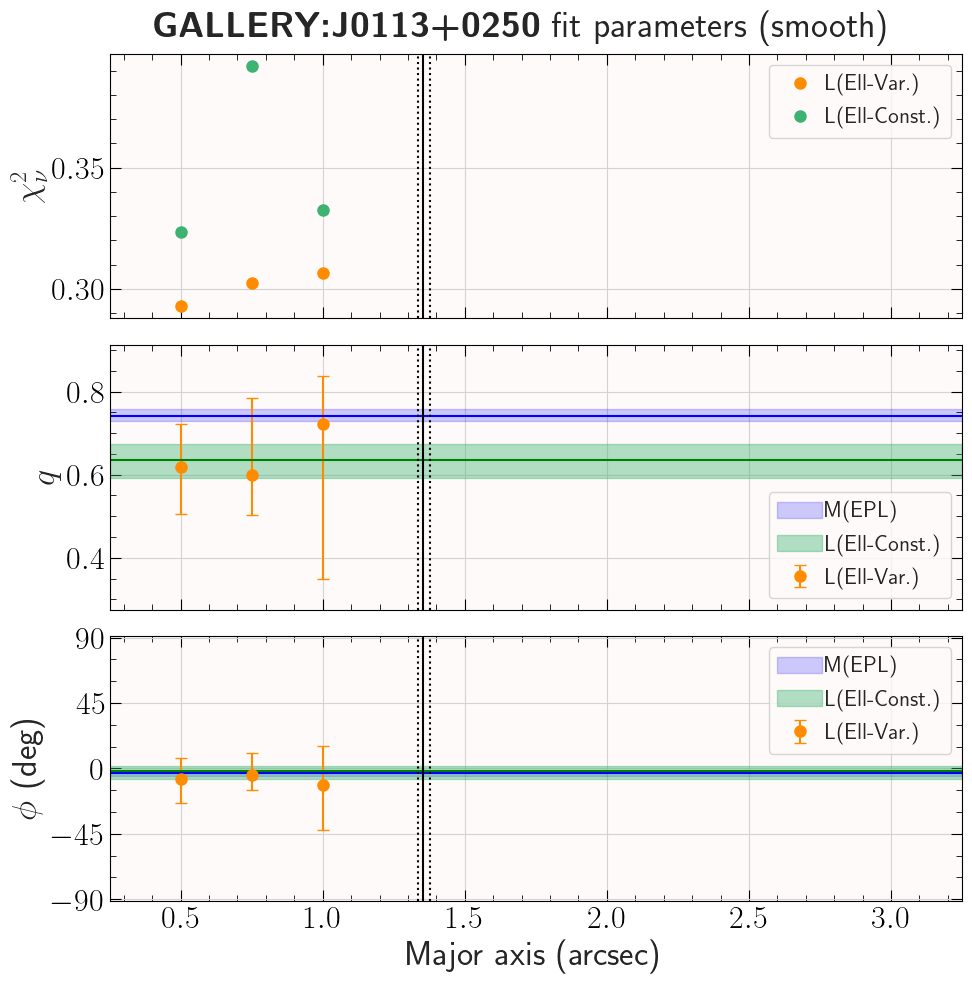 GALLERY:J0113+0250 fit parameters (smooth)
L(Ell-Var.)
L(Ell-Const.)
χ²ᵥ
0.35
0.30
q
0.8
0.6
0.4
M(EPL)
L(Ell-Const.)
L(Ell-Var.)
ϕ (deg)
90
45
0
−45
−90
M(EPL)
L(Ell-Const.)
L(Ell-Var.)
0.5 1.0 1.5 2.0 2.5 3.0
Major axis (arcsec)